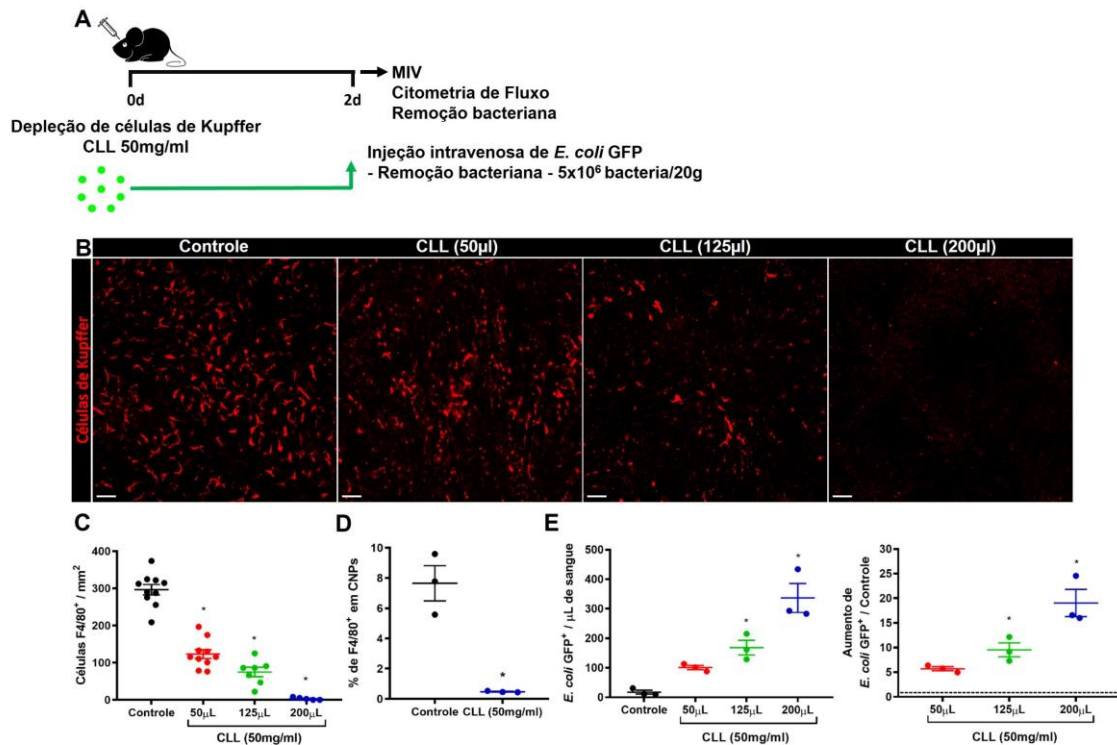 A
0d
2d
MIV
Citometria de Fluxo
Remoção bacteriana
Depleção de células de Kupffer
CLL 50mg/ml
Injeção intravenosa de E. coli GFP
- Remoção bacteriana - 5x10⁶ bacteria/20g
B
Controle
CLL (50µl)
CLL (125µl)
CLL (200µl)
Células de Kupffer
C
Células F4/80⁺ / mm²
400
300
200
100
0
*
*
*
Controle
50µL
125µL
200µL
CLL (50mg/ml)
D
% de F4/80⁺ em CNPs
10
8
6
4
2
0
*
Controle
CLL (50mg/ml)
E
E. coli GFP⁺ / µL de sangue
500
400
300
200
100
0
*
*
Controle
50µL
125µL
200µL
CLL (50mg/ml)
Aumento de
E. coli GFP⁺ / Controle
30
25
20
15
10
5
0
*
*
50µL
125µL
200µL
CLL (50mg/ml)